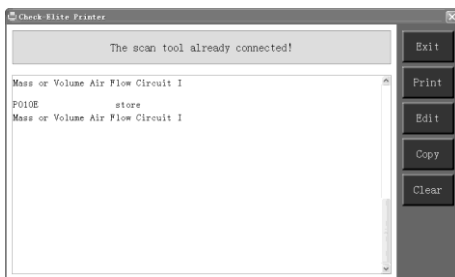 Check-Elite Printer
The scan tool already connected!
Mass or Volume Air Flow Circuit I
P010E store
Mass or Volume Air Flow Circuit I
Exit
Print
Edit
Copy
Clear